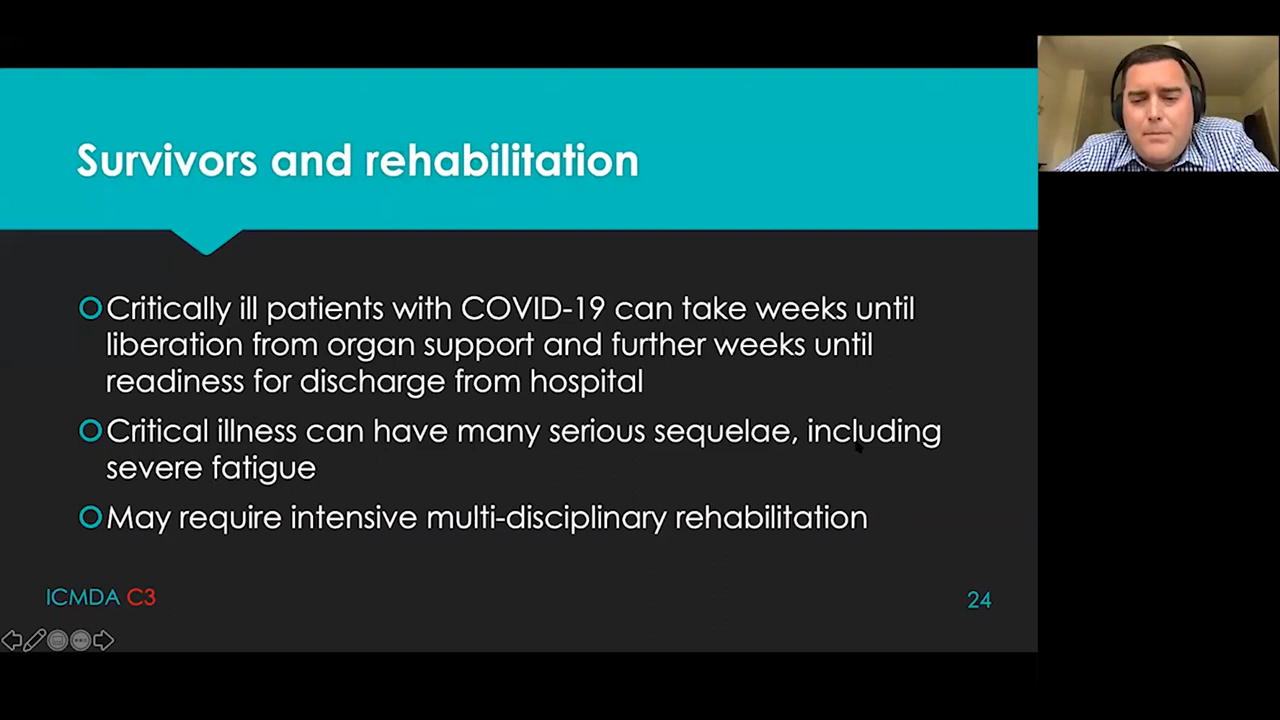 Survivors and rehabilitation
Critically ill patients with COVID-19 can take weeks until
liberation from organ support and further weeks until
readiness for discharge from hospital
Critical illness can have many serious sequelae, including
severe fatigue
May require intensive multi-disciplinary rehabilitation
ICMDA C3
24